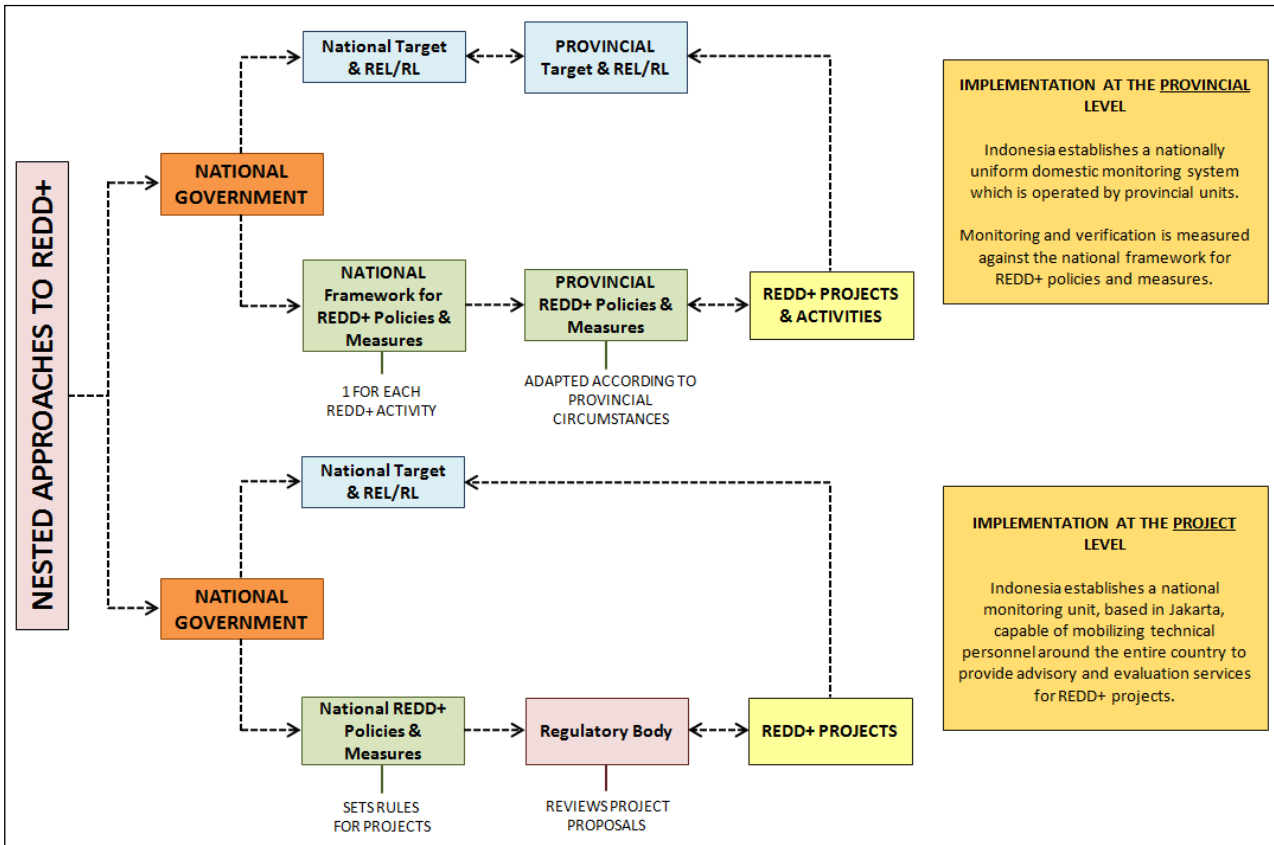 NESTED APPROACHES TO REDD+
National Target
& REL/RL
PROVINCIAL
Target & REL/RL
NATIONAL
GOVERNMENT
NATIONAL
Framework for
REDD+ Policies &
Measures
PROVINCIAL
REDD+ Policies &
Measures
REDD+ PROJECTS
& ACTIVITIES
1 FOR EACH
REDD+ ACTIVITY
ADAPTED ACCORDING TO
PROVINCIAL
CIRCUMSTANCES
IMPLEMENTATION AT THE PROVINCIAL
LEVEL
Indonesia establishes a nationally
uniform domestic monitoring system
which is operated by provincial units.
Monitoring and verification is measured
against the national framework for
REDD+ policies and measures.
National Target
& REL/RL
NATIONAL
GOVERNMENT
National REDD+
Policies &
Measures
Regulatory Body
REDD+ PROJECTS
SETS RULES
FOR PROJECTS
REVIEWS PROJECT
PROPOSALS
IMPLEMENTATION AT THE PROJECT
LEVEL
Indonesia establishes a national
monitoring unit, based in Jakarta,
capable of mobilizing technical
personnel around the entire country to
provide advisory and evaluation services
for REDD+ projects.